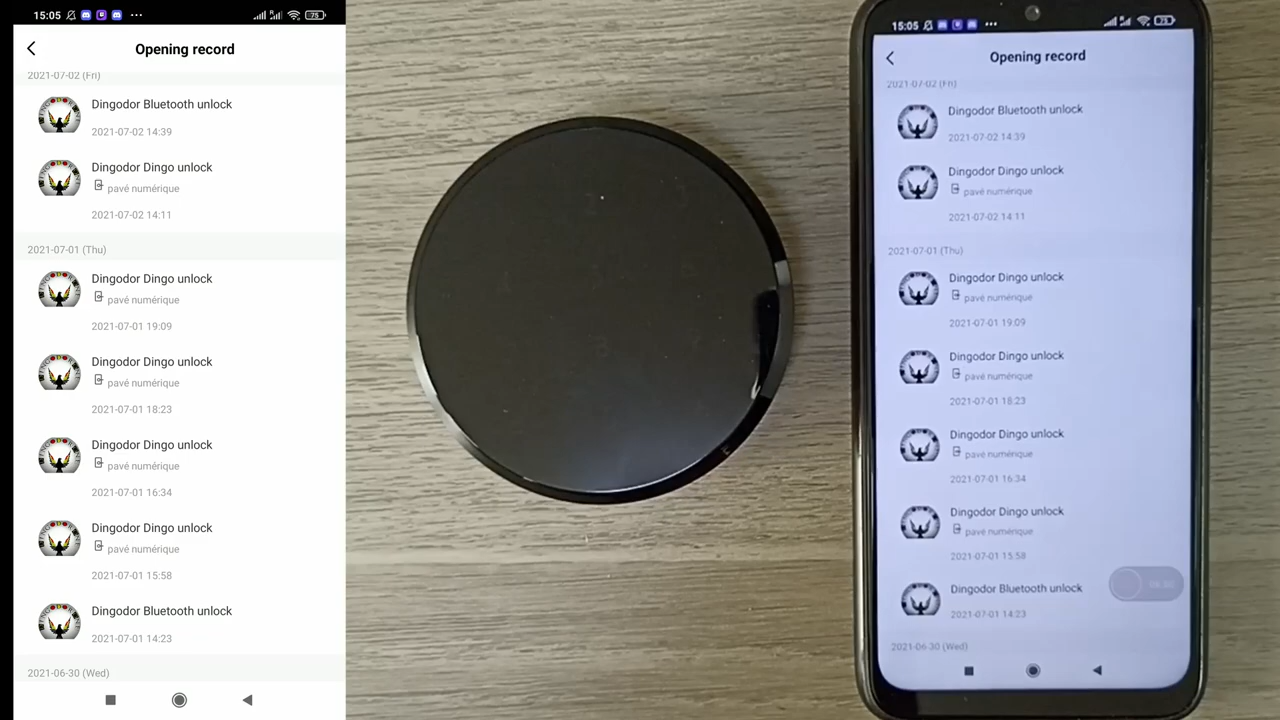 15:05
75
Opening record
2021-07-02 (Fri)
Dingodor Bluetooth unlock
2021-07-02 14:39
Dingodor Dingo unlock
pavé numérique
2021-07-02 14:11
2021-07-01 (Thu)
Dingodor Dingo unlock
pavé numérique
2021-07-01 19:09
Dingodor Dingo unlock
pavé numérique
2021-07-01 18:23
Dingodor Dingo unlock
pavé numérique
2021-07-01 16:34
Dingodor Dingo unlock
pavé numérique
2021-07-01 15:58
Dingodor Bluetooth unlock
2021-07-01 14:23
2021-06-30 (Wed)
15:05
75
Opening record
2021-07-02 (Fri)
Dingodor Bluetooth unlock
2021-07-02 14:39
Dingodor Dingo unlock
pavé numérique
2021-07-02 14:11
2021-07-01 (Thu)
Dingodor Dingo unlock
pavé numérique
2021-07-01 19:09
Dingodor Dingo unlock
pavé numérique
2021-07-01 18:23
Dingodor Dingo unlock
pavé numérique
2021-07-01 16:34
Dingodor Dingo unlock
pavé numérique
2021-07-01 15:58
Dingodor Bluetooth unlock
2021-07-01 14:23
2021-06-30 (Wed)